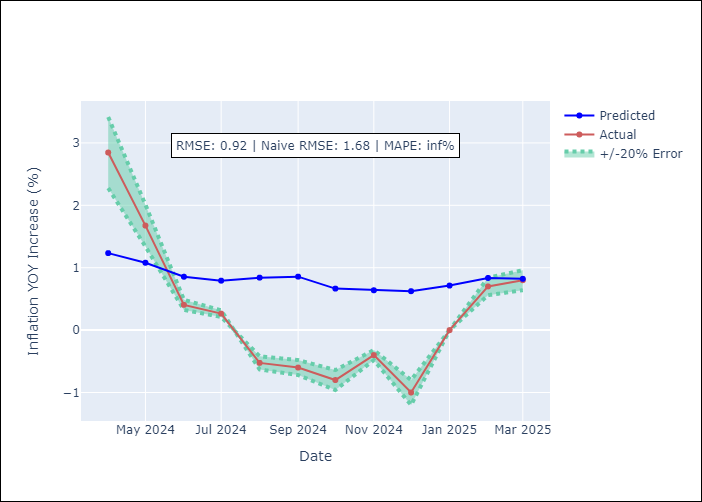 RMSE: 0.92 | Naive RMSE: 1.68 | MAPE: inf%
Predicted
Actual
+/-20% Error
Inflation YOY Increase (%)
3
2
1
0
−1
May 2024
Jul 2024
Sep 2024
Nov 2024
Jan 2025
Mar 2025
Date